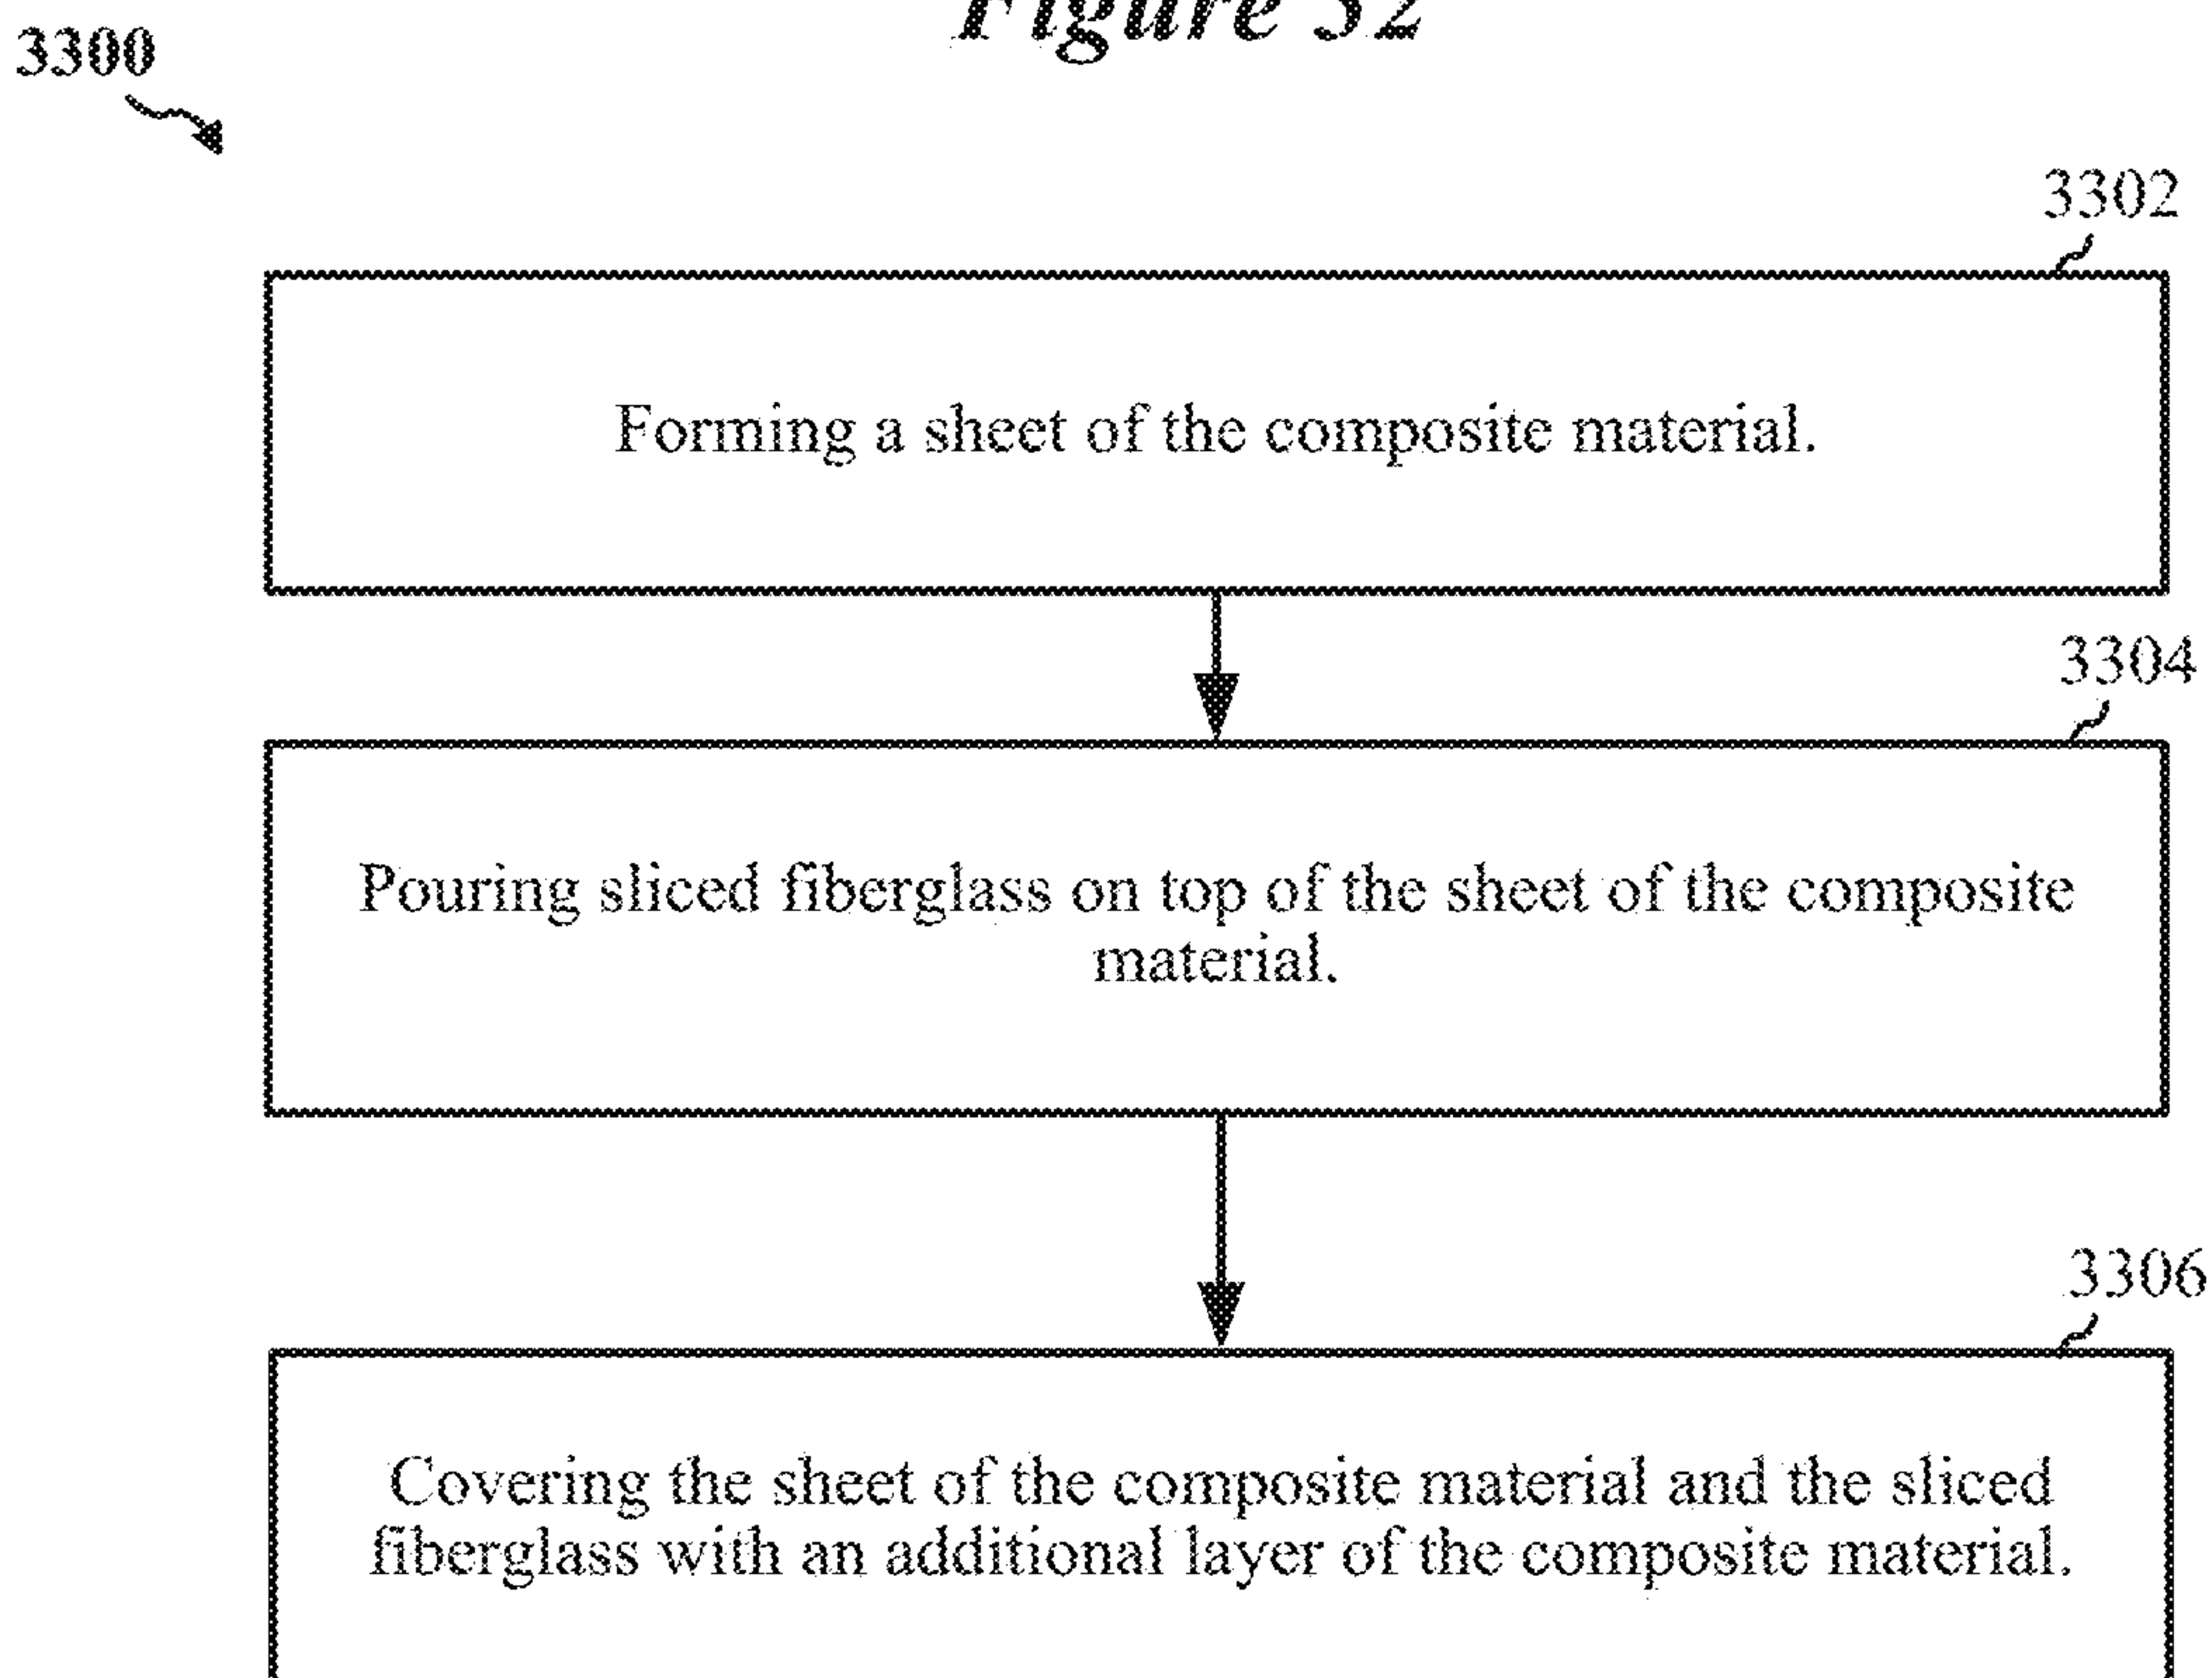 Figure 32
3300
3302
Forming a sheet of the composite material.
3304
Pouring sliced fiberglass on top of the sheet of the composite
material.
3306
Covering the sheet of the composite material and the sliced
fiberglass with an additional layer of the composite material.